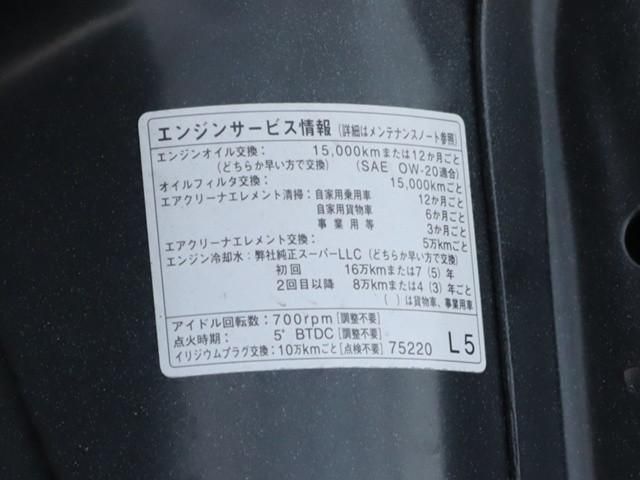 エンジンサービス情報 (詳細はメンテナンスノート参照)
エンジンオイル交換: 15,000kmまたは12か月ごと
(どちらか早い方で交換) (SAE OW-20適合)
オイルフィルタ交換: 15,000kmごと
エアクリーナエレメント清掃: 自家用乗用車 12か月ごと
自家用貨物車 6か月ごと
事業用等 3か月ごと
エアクリーナエレメント交換: 5万kmごと
エンジン冷却水: 弊社純正スーパーLLC (どちらか早い方で交換)
初回 16万kmまたは7 (5) 年
2回目以降 8万kmまたは4 (3) 年ごと
( ) は貨物車、事業用車
アイドル回転数: 700rpm [調整不要]
点火時期: 5° BTDC [調整不要]
イリジウムプラグ交換: 10万kmごと [点検不要] 75220 L5